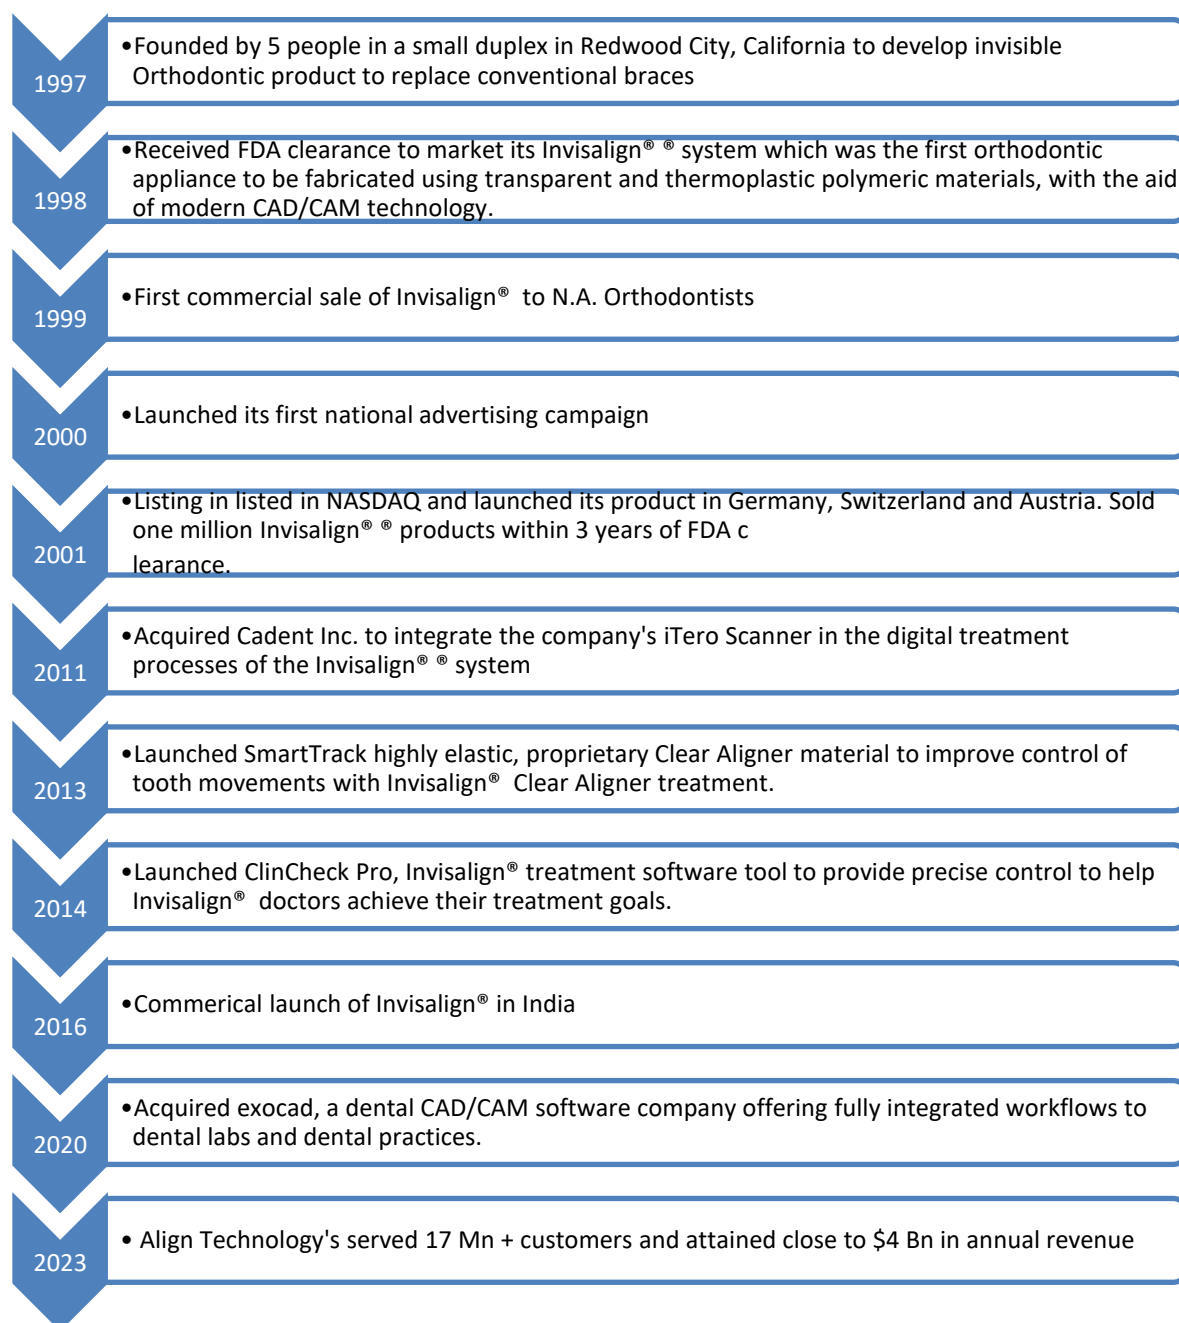 1997
•Founded by 5 people in a small duplex in Redwood City, California to develop invisible
Orthodontic product to replace conventional braces
1998
•Received FDA clearance to market its Invisalign® ® system which was the first orthodontic
appliance to be fabricated using transparent and thermoplastic polymeric materials, with the aid
of modern CAD/CAM technology.
1999
•First commercial sale of Invisalign® to N.A. Orthodontists
2000
•Launched its first national advertising campaign
2001
•Listing in listed in NASDAQ and launched its product in Germany, Switzerland and Austria. Sold
one million Invisalign® ® products within 3 years of FDA c
learance.
2011
•Acquired Cadent Inc. to integrate the company's iTero Scanner in the digital treatment
processes of the Invisalign® ® system
2013
•Launched SmartTrack highly elastic, proprietary Clear Aligner material to improve control of
tooth movements with Invisalign® Clear Aligner treatment.
2014
•Launched ClinCheck Pro, Invisalign® treatment software tool to provide precise control to help
Invisalign® doctors achieve their treatment goals.
2016
•Commerical launch of Invisalign® in India
2020
•Acquired exocad, a dental CAD/CAM software company offering fully integrated workflows to
dental labs and dental practices.
2023
• Align Technology's served 17 Mn + customers and attained close to $4 Bn in annual revenue